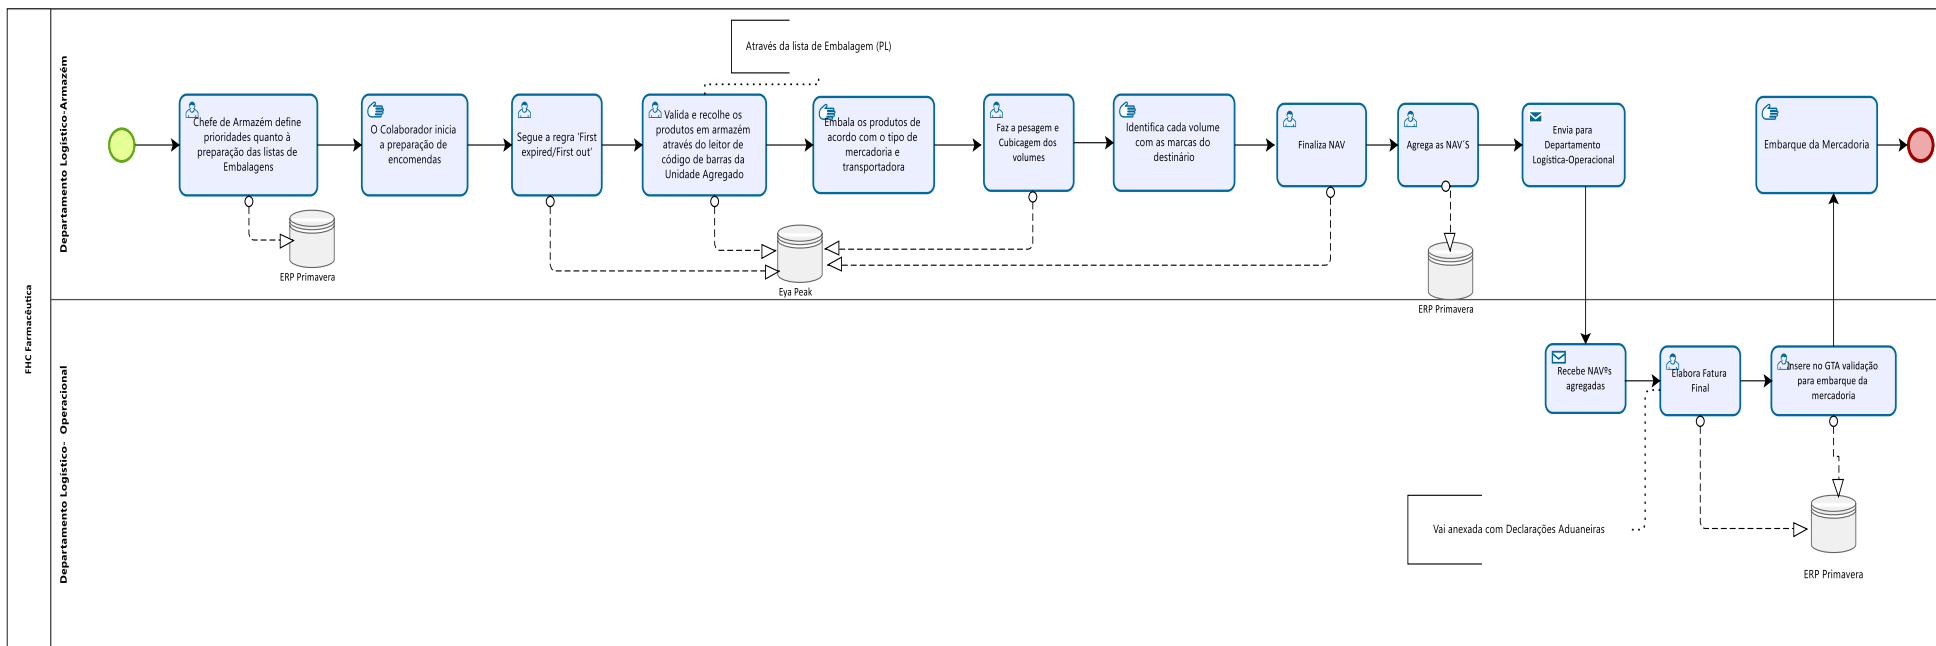 FHC Farmacêutica
Departamento Logístico-Armazém
Através da lista de Embalagem (PL)
Chefe de Armazém define
prioridades quanto à
preparação das listas de
Embalagens
O Colaborador inicia
a preparação de
encomendas
Segue a regra 'First
expired/First out'
Valida e recolhe os
produtos em armazém
através do leitor de
código de barras da
Unidade Agregado
Embala os produtos de
acordo com o tipo de
mercadoria e
transportadora
Faz a pesagem e
Cubicagem dos
volumes
Identifica cada volume
com as marcas do
destinário
Finaliza NAV
Agrega as NAV´S
Envia para
Departamento
Logística-Operacional
Embarque da Mercadoria
ERP Primavera
Eya Peak
ERP Primavera
Departamento Logístico- Operacional
Recebe NAVºs
agregadas
Elabora Fatura
Final
Insere no GTA validação
para embarque da
mercadoria
Vai anexada com Declarações Aduaneiras
ERP Primavera